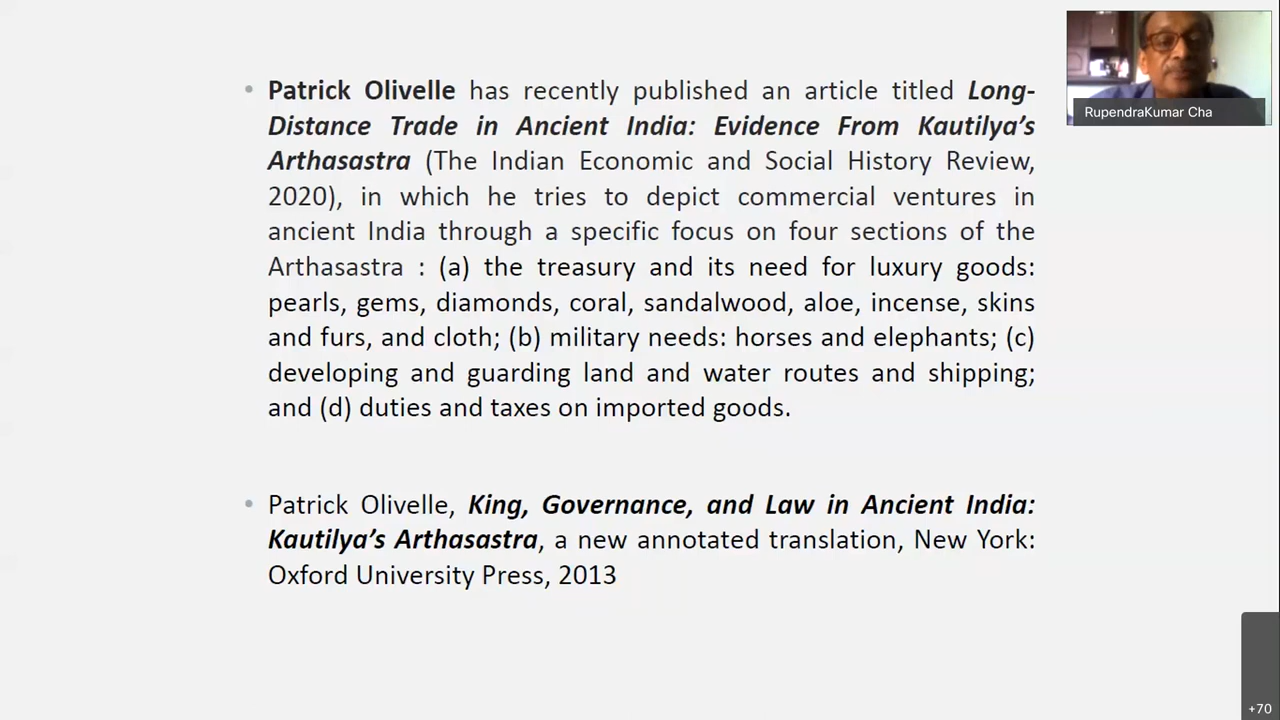 • Patrick Olivelle has recently published an article titled Long-
Distance Trade in Ancient India: Evidence From Kautilya's
Arthasastra (The Indian Economic and Social History Review,
2020), in which he tries to depict commercial ventures in
ancient India through a specific focus on four sections of the
Arthasastra : (a) the treasury and its need for luxury goods:
pearls, gems, diamonds, coral, sandalwood, aloe, incense, skins
and furs, and cloth; (b) military needs: horses and elephants; (c)
developing and guarding land and water routes and shipping;
and (d) duties and taxes on imported goods.
• Patrick Olivelle, King, Governance, and Law in Ancient India:
Kautilya's Arthasastra, a new annotated translation, New York:
Oxford University Press, 2013
RupendraKumar Cha
+70